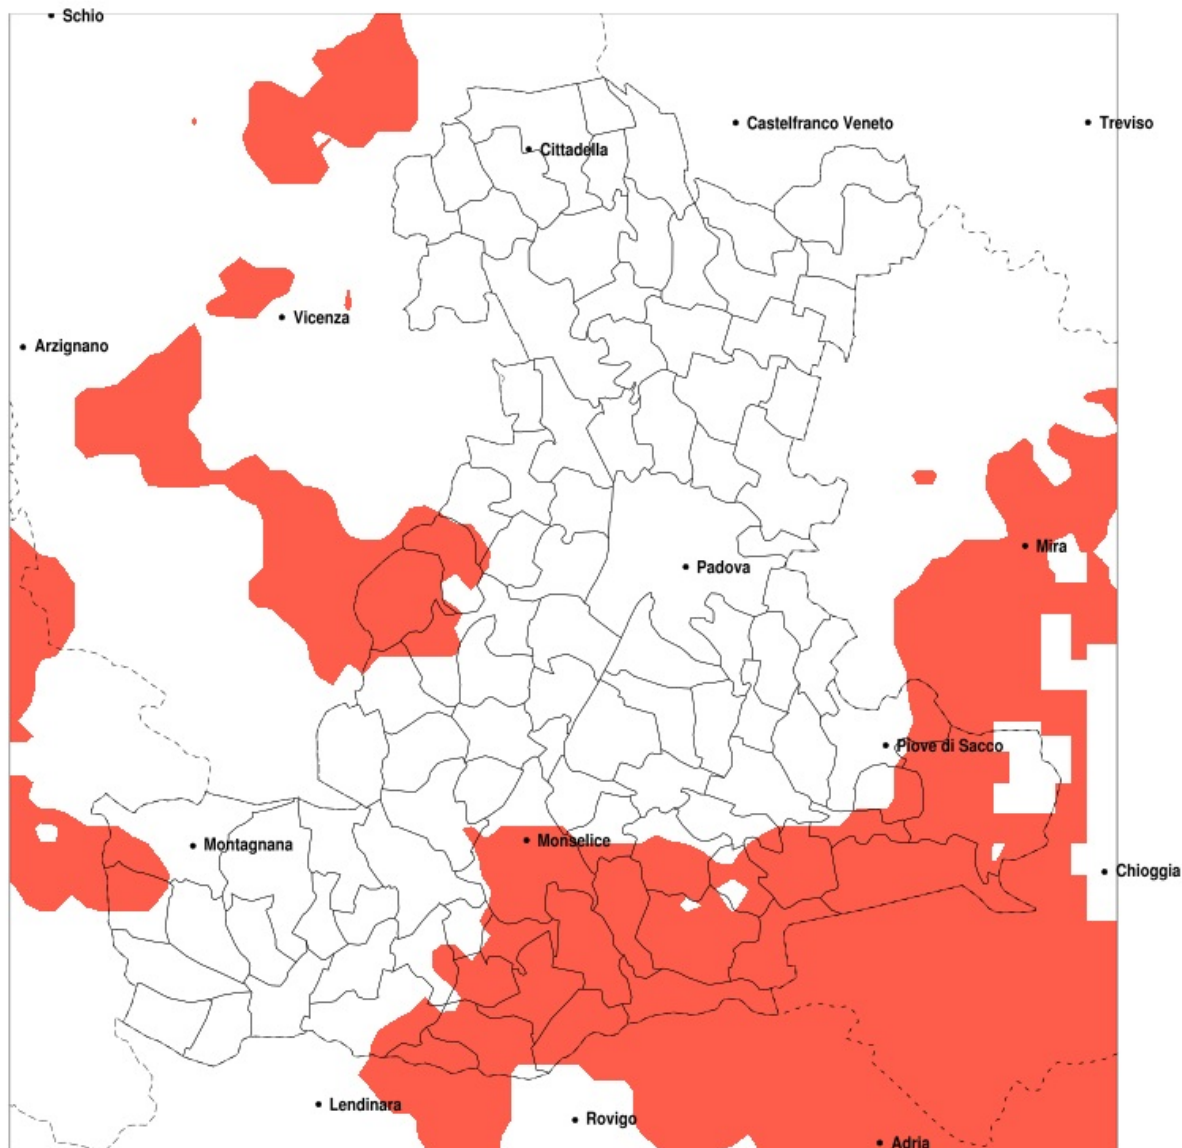 Schio
Castelfranco Veneto
Treviso
Cittadella
Vicenza
Arzignano
Mira
Padova
Piove di Sacco
Monselice
Montagnana
Chioggia
Lendinara
Rovigo
Adria